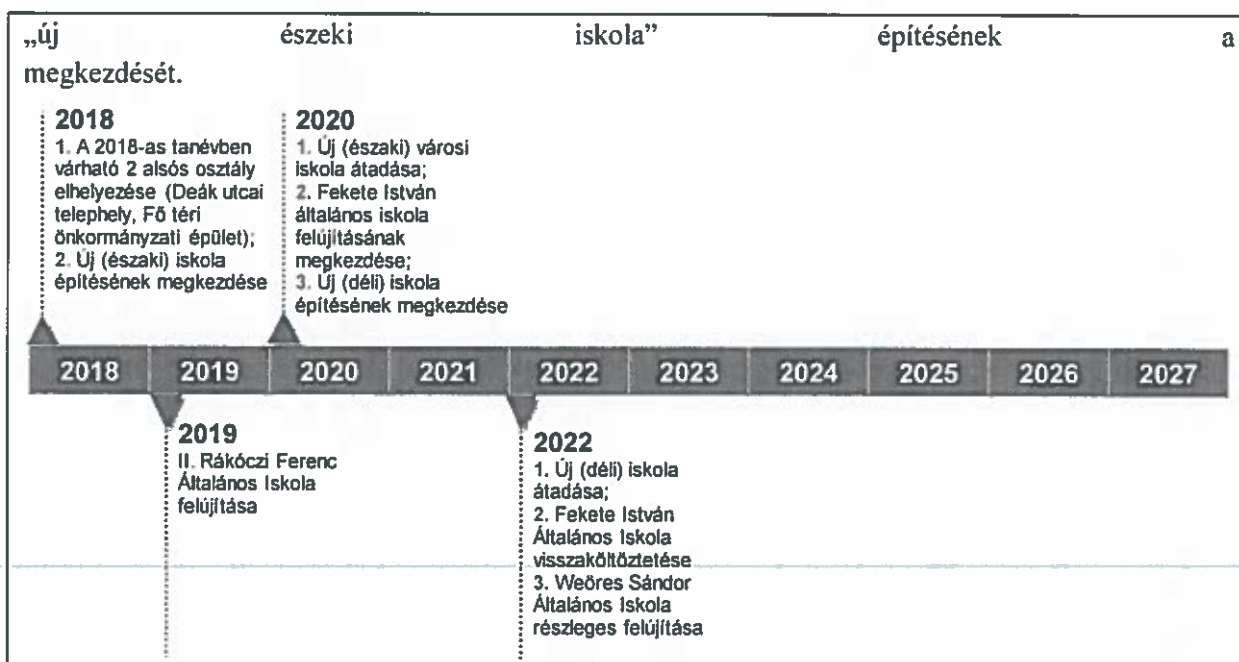 „új északi iskola” építésének a
megkezdését.
2018
1. A 2018-as tanévben
várható 2 alsós osztály
elhelyezése (Deák utcai
telephely, Fő téri
önkormányzati épület);
2. Új (északi) iskola
építésének megkezdése
2020
1. Új (északi) városi
iskola átadása;
2. Fekete István
általános iskola
felújításának
megkezdése;
3. Új (déli) iskola
építésének megkezdése
2018 2019 2020 2021 2022 2023 2024 2025 2026 2027
2019
II. Rákóczi Ferenc
Általános Iskola
felújítása
2022
1. Új (déli) iskola
átadása;
2. Fekete István
Általános Iskola
visszaköltöztetése
3. Weöres Sándor
Általános Iskola
részleges felújítása